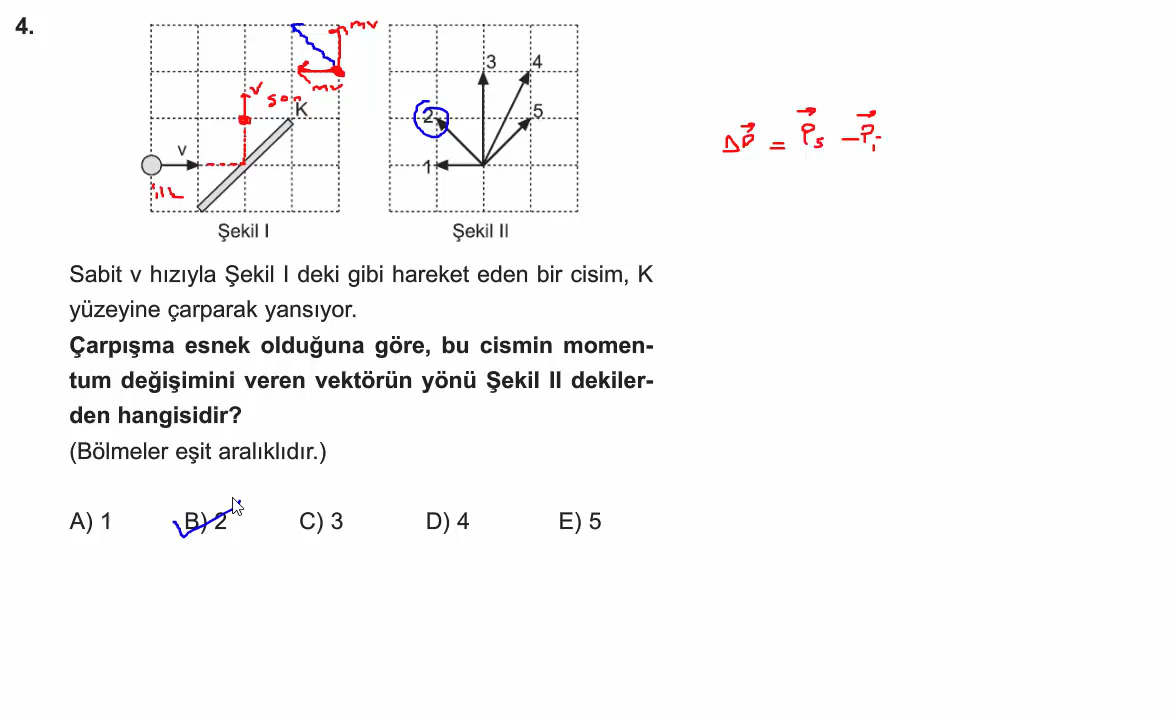 4.
mv
mv
v
son
K
v
ilk
Şekil I
3
4
2
5
1
Şekil II
ΔP⃗ = P⃗s − P⃗i
Sabit v hızıyla Şekil I deki gibi hareket eden bir cisim, K
yüzeyine çarparak yansıyor.
Çarpışma esnek olduğuna göre, bu cismin momen-
tum değişimini veren vektörün yönü Şekil II dekiler-
den hangisidir?
(Bölmeler eşit aralıklıdır.)
A) 1 B) 2 C) 3 D) 4 E) 5